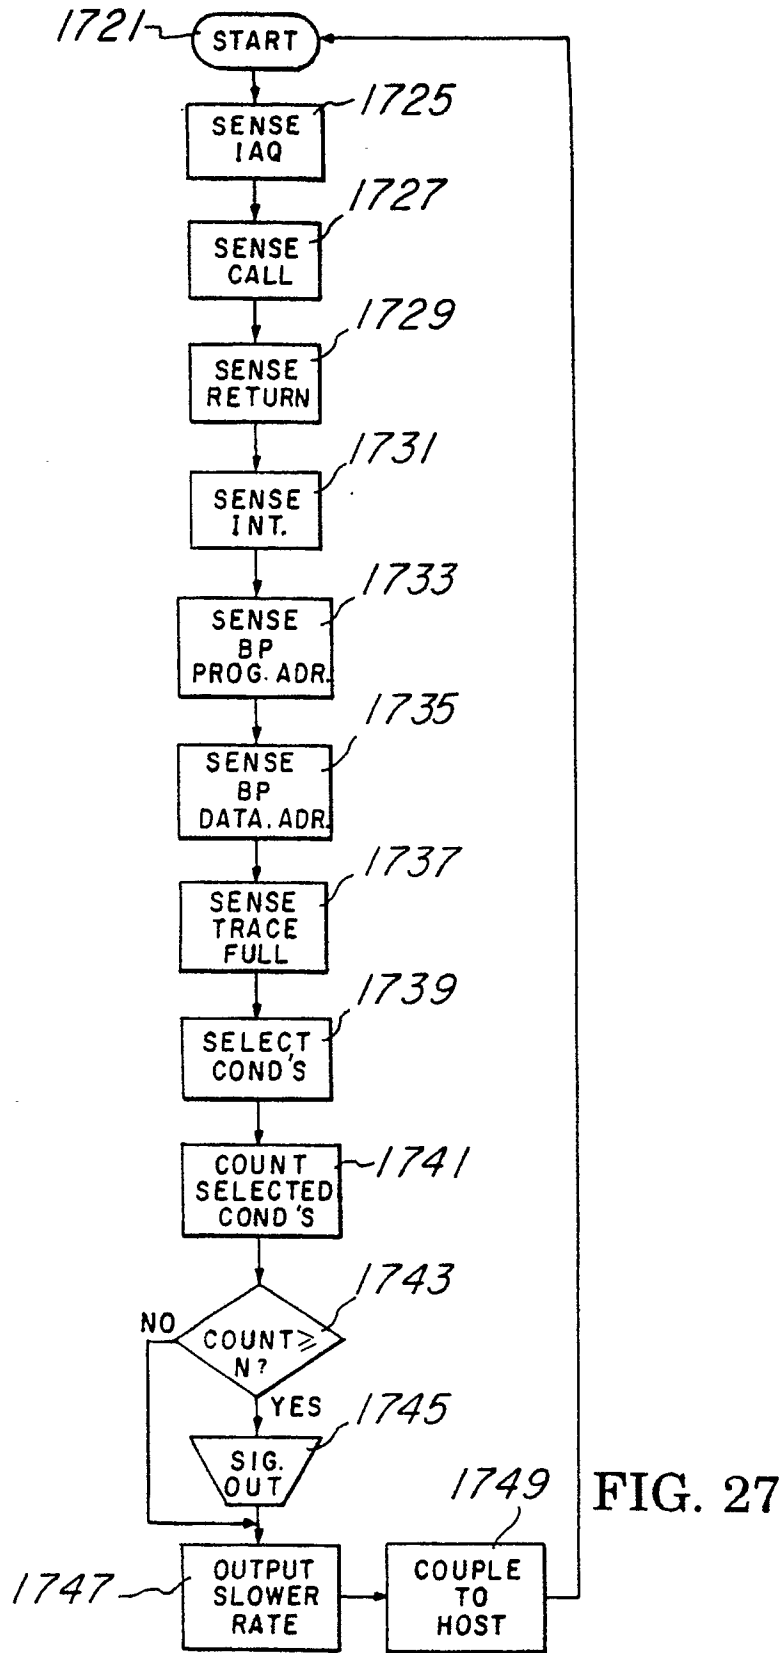 1721
START
1725
SENSE
IAQ
1727
SENSE
CALL
1729
SENSE
RETURN
1731
SENSE
INT.
1733
SENSE
BP
PROG. ADR.
1735
SENSE
BP
DATA. ADR.
1737
SENSE
TRACE
FULL
1739
SELECT
COND'S
1741
COUNT
SELECTED
COND'S
1743
NO
COUNT ⩾
N?
YES
1745
SIG.
OUT
1749
FIG. 27
1747
OUTPUT
SLOWER
RATE
COUPLE
TO
HOST